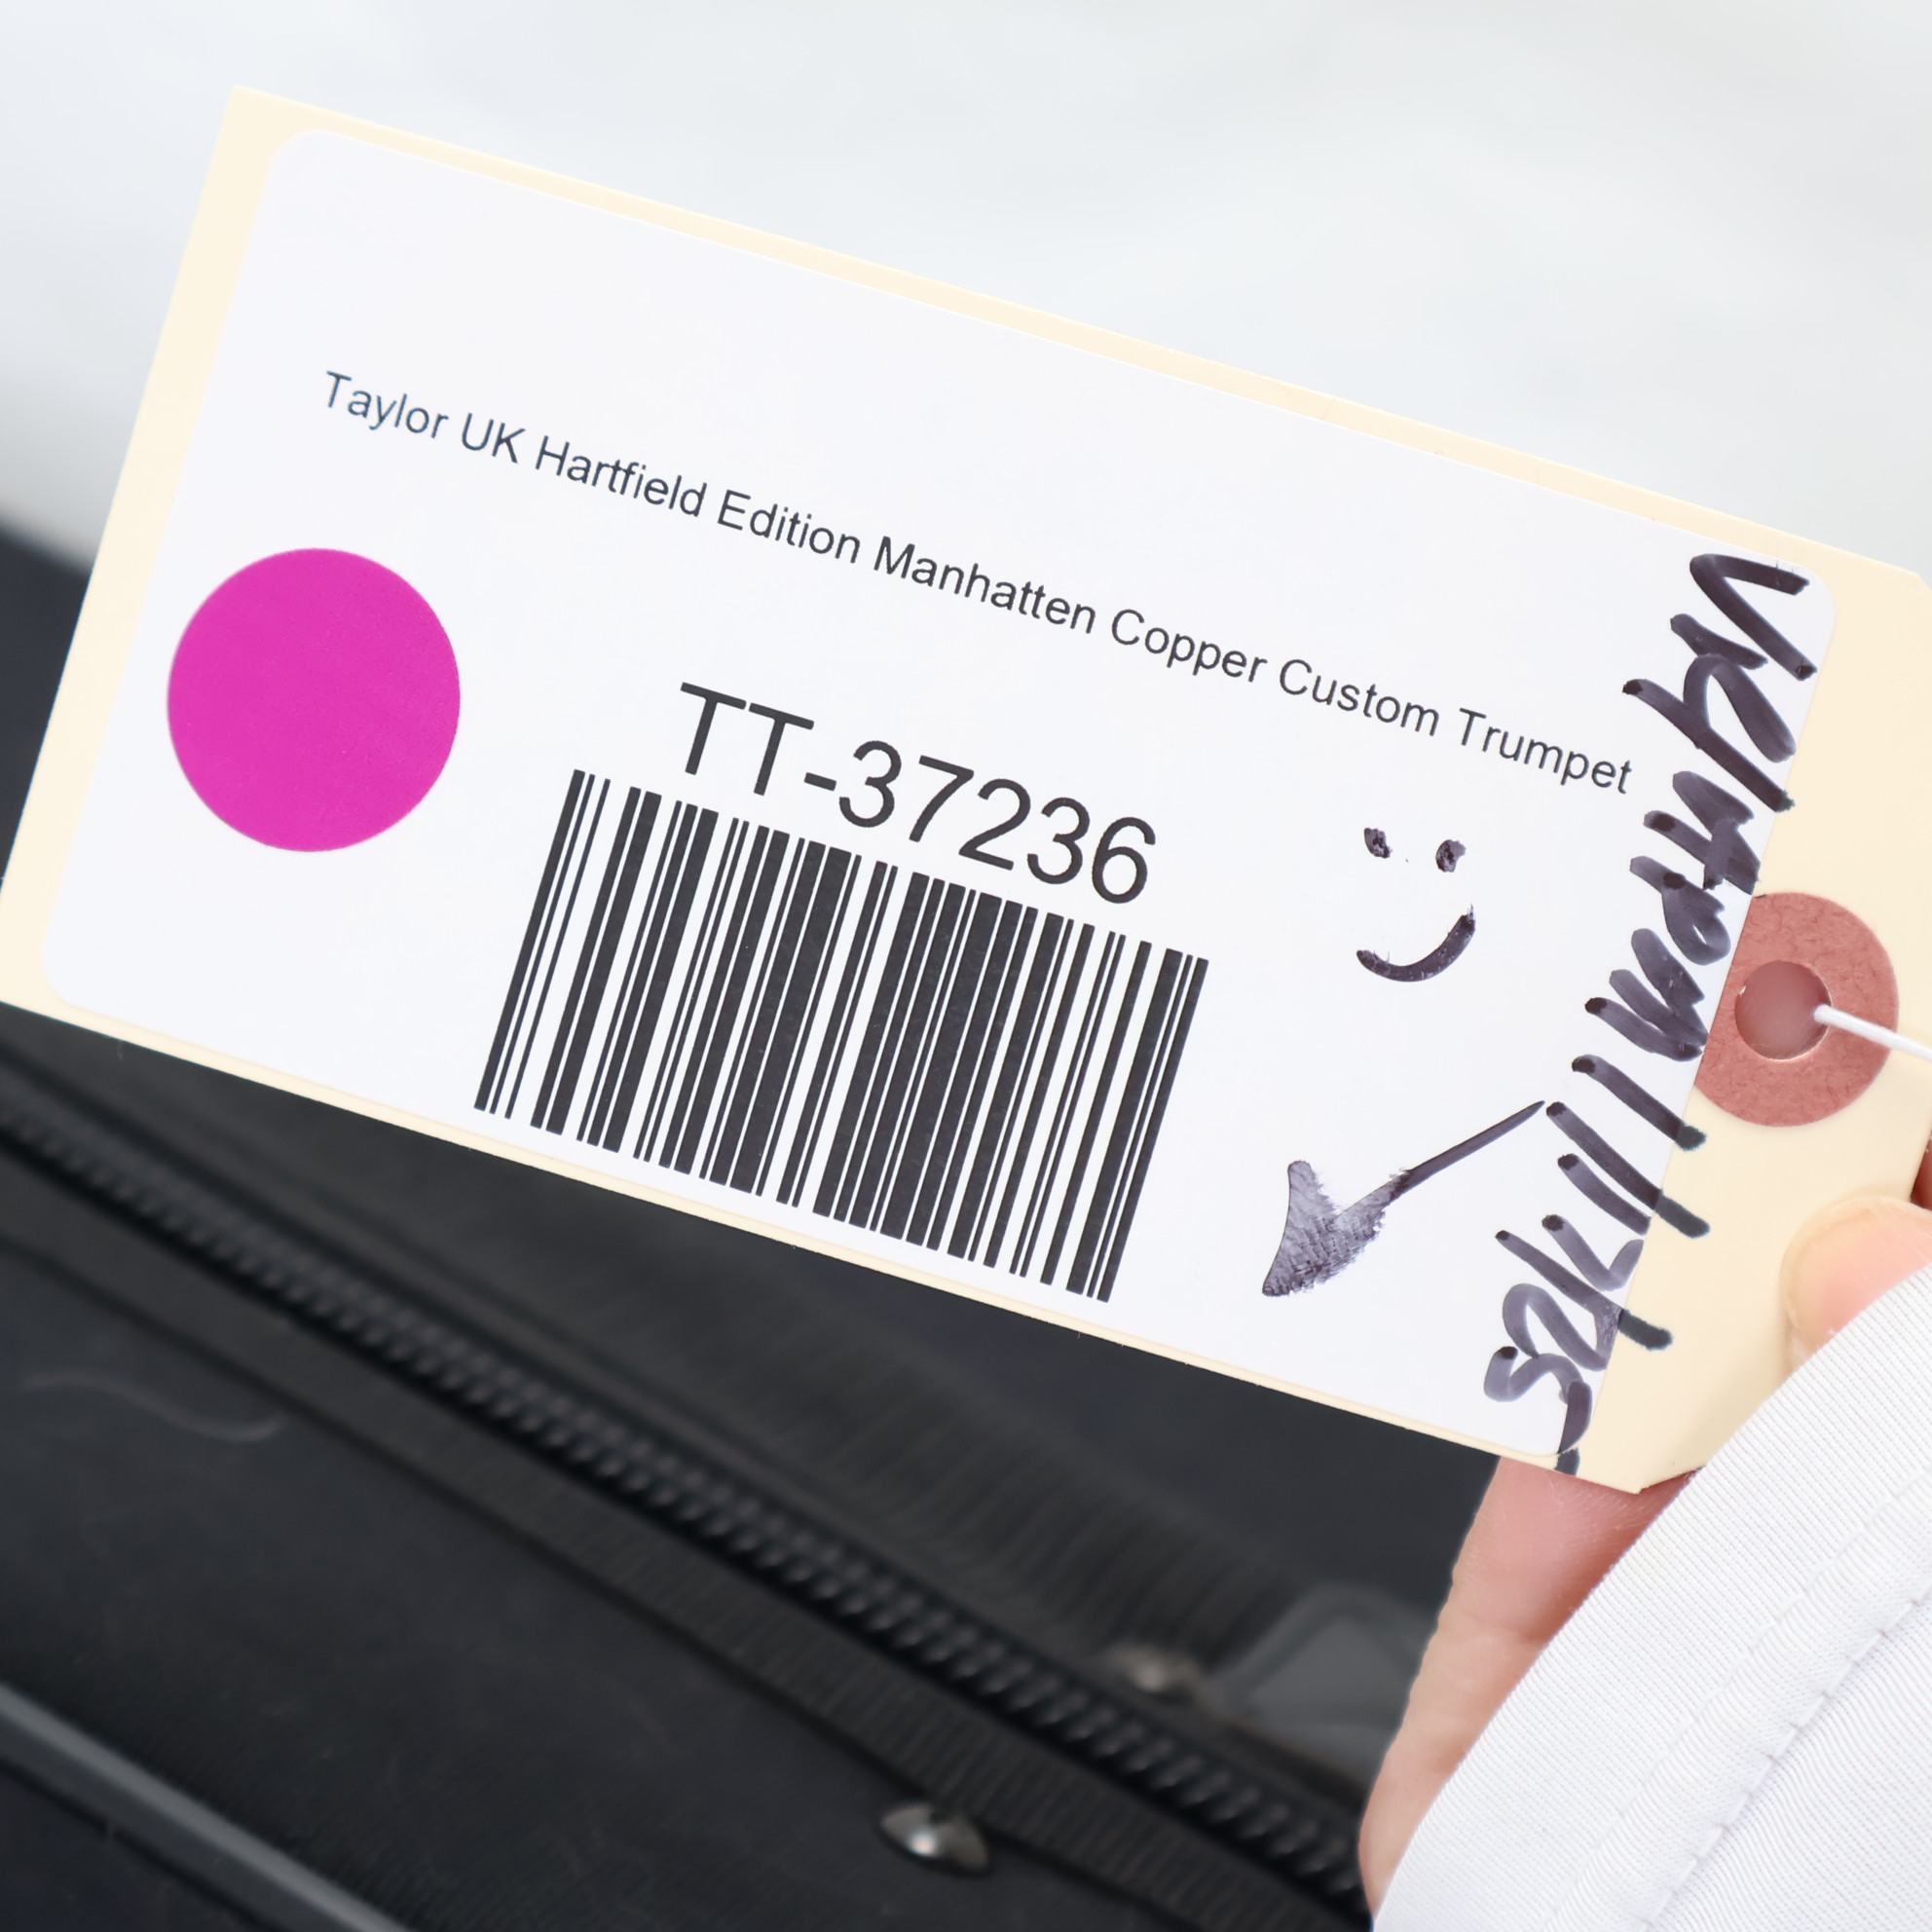 Taylor UK Hartfield Edition Manhatten Copper Custom Trumpet
TT-37236